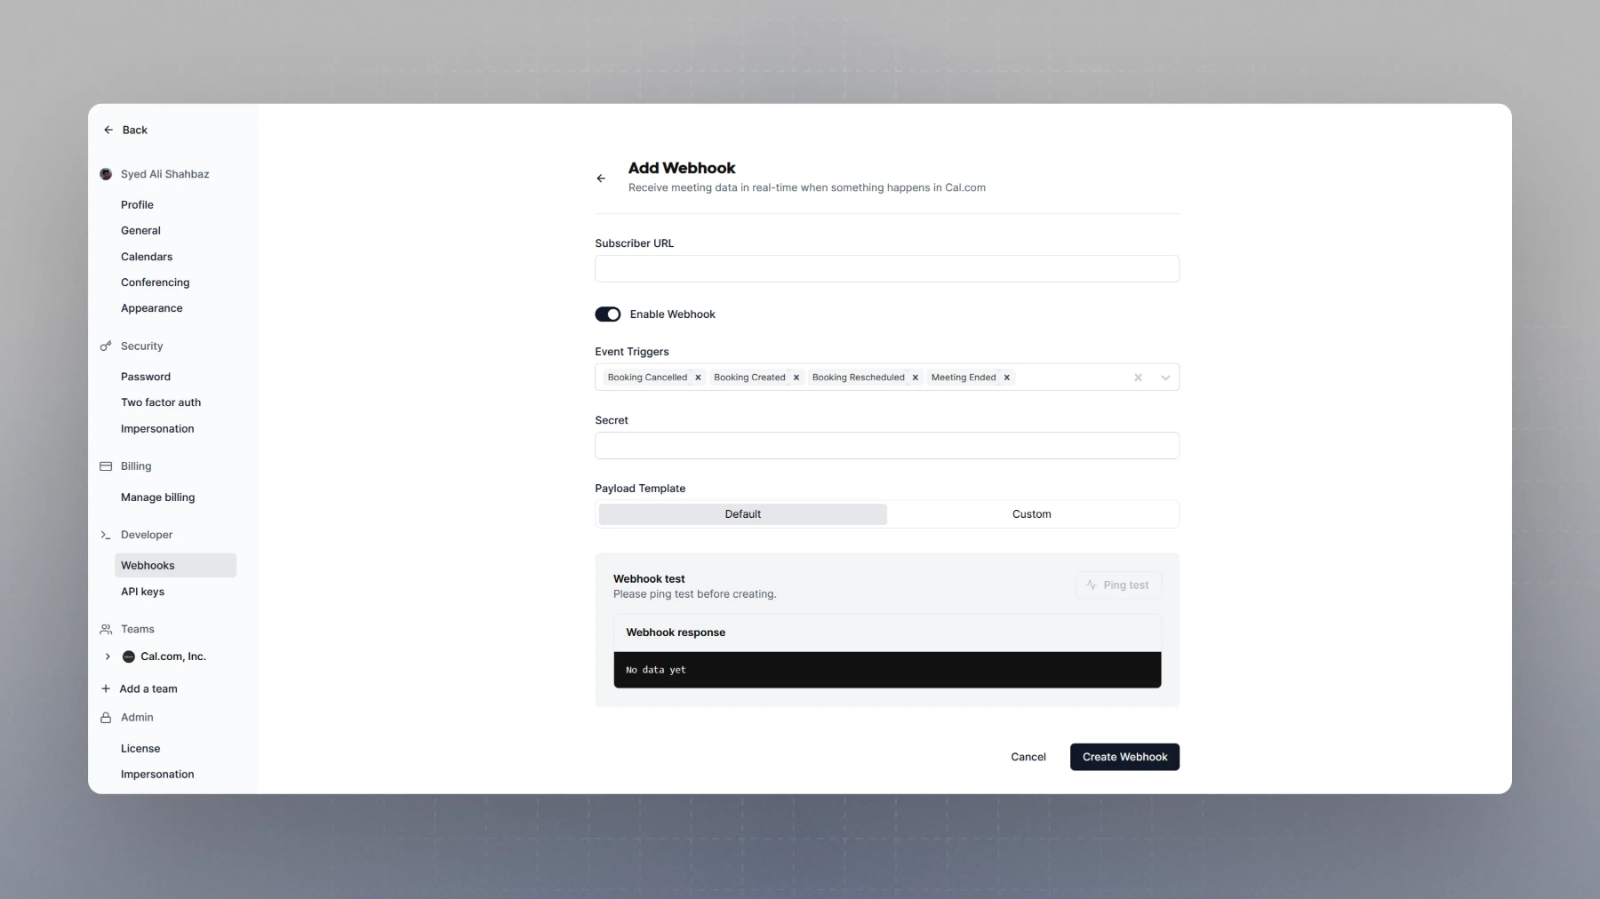 Back
Syed Ali Shahbaz
Profile
General
Calendars
Conferencing
Appearance
Security
Password
Two factor auth
Impersonation
Billing
Manage billing
Developer
Webhooks
API keys
Teams
Cal.com, Inc.
Add a team
Admin
License
Impersonation
Add Webhook
Receive meeting data in real-time when something happens in Cal.com
Subscriber URL
Enable Webhook
Event Triggers
Booking Cancelled Booking Created Booking Rescheduled Meeting Ended
Secret
Payload Template
Default Custom
Webhook test
Please ping test before creating.
Ping test
Webhook response
No data yet
Cancel Create Webhook